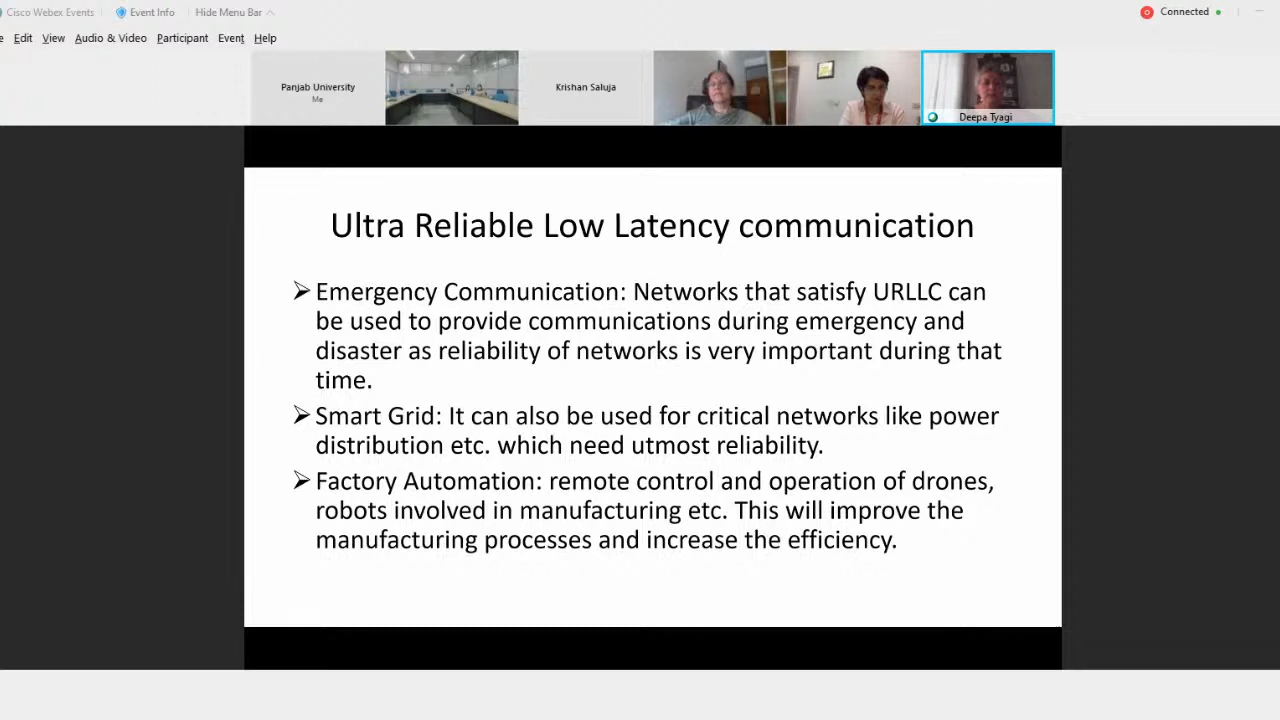 Cisco Webex Events Event Info Hide Menu Bar Connected
Edit View Audio & Video Participant Event Help
Panjab University
Me
Krishan Saluja
Deepa Tyagi
Ultra Reliable Low Latency communication
Emergency Communication: Networks that satisfy URLLC can
be used to provide communications during emergency and
disaster as reliability of networks is very important during that
time.
Smart Grid: It can also be used for critical networks like power
distribution etc. which need utmost reliability.
Factory Automation: remote control and operation of drones,
robots involved in manufacturing etc. This will improve the
manufacturing processes and increase the efficiency.